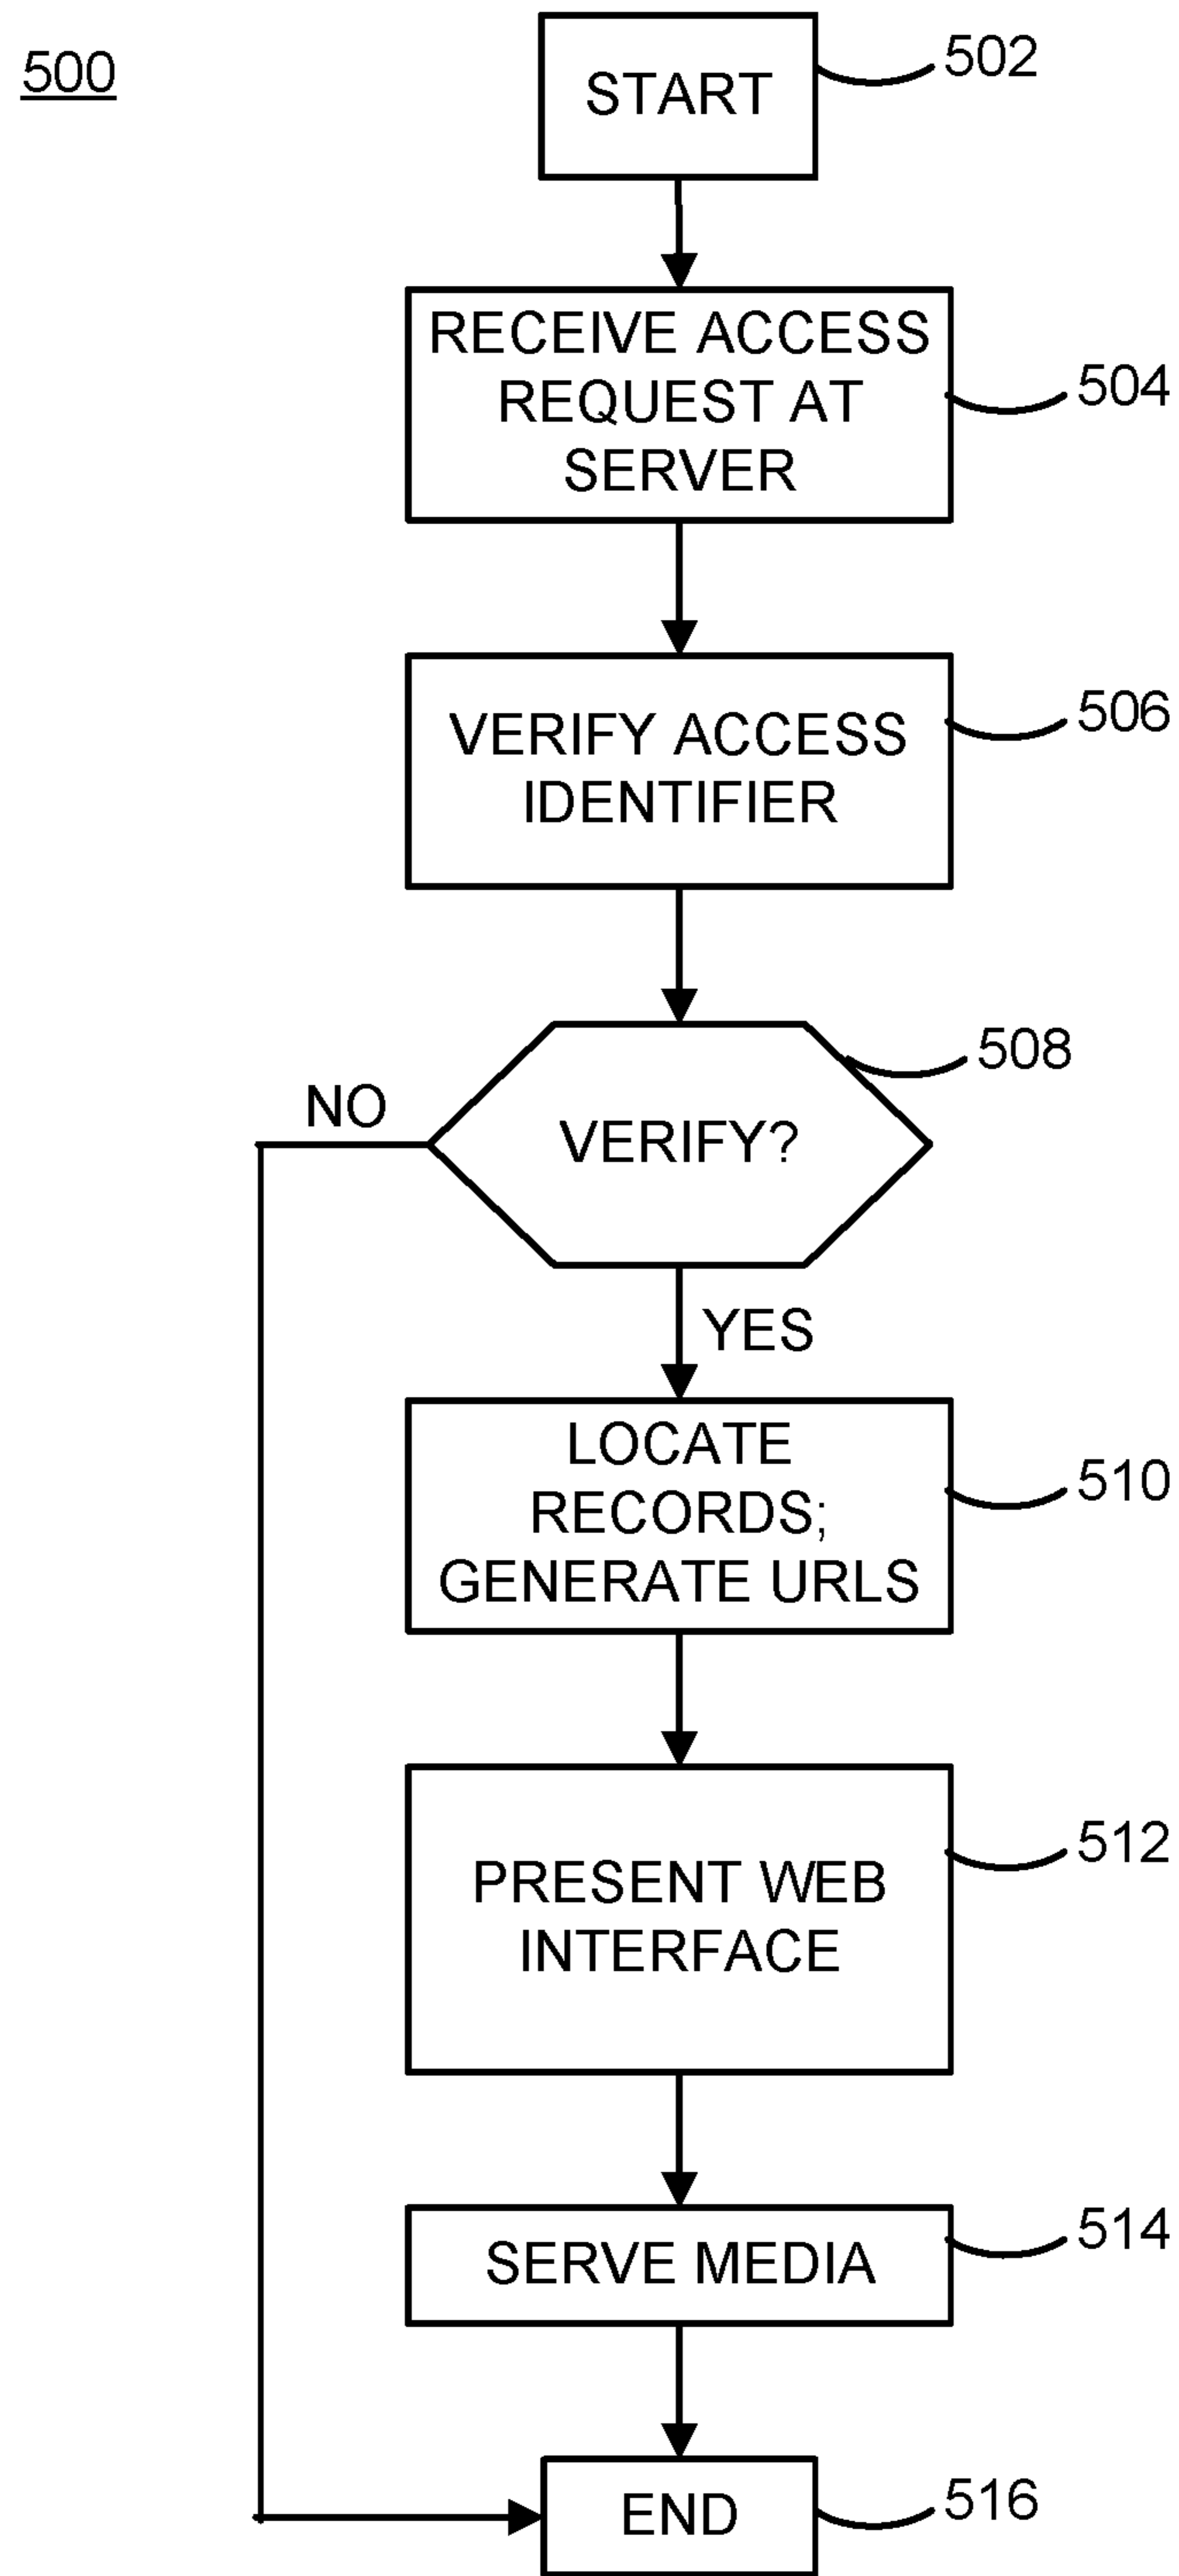 500
START
502
RECEIVE ACCESS
REQUEST AT
SERVER
504
VERIFY ACCESS
IDENTIFIER
506
VERIFY?
508
NO
YES
LOCATE
RECORDS;
GENERATE URLS
510
PRESENT WEB
INTERFACE
512
SERVE MEDIA
514
END
516